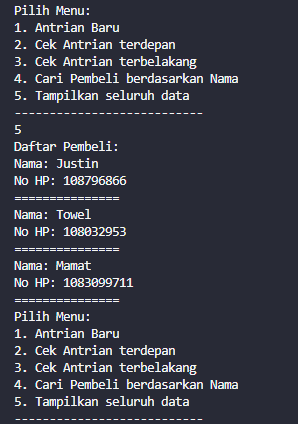 Pilih Menu:
1. Antrian Baru
2. Cek Antrian terdepan
3. Cek Antrian terbelakang
4. Cari Pembeli berdasarkan Nama
5. Tampilkan seluruh data
---------------------------
5
Daftar Pembeli:
Nama: Justin
No HP: 108796866
===============
Nama: Towel
No HP: 108032953
===============
Nama: Mamat
No HP: 1083099711
===============
Pilih Menu:
1. Antrian Baru
2. Cek Antrian terdepan
3. Cek Antrian terbelakang
4. Cari Pembeli berdasarkan Nama
5. Tampilkan seluruh data
---------------------------